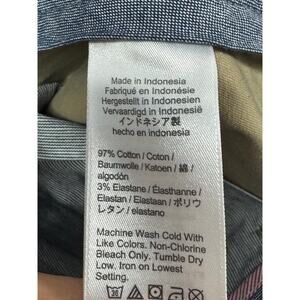 Made in Indonesia
Fabriqué en Indonésie
Hergestellt in Indonesien
Vervaardigd in Indonesië
インドネシア製
hecho en indonesia
97% Cotton / Coton /
Baumwolle / Katoen / 綿 /
algodón
3% Elastane / Élasthanne /
Elastan / Elastaan / ポリウ
レタン / elastano
Machine Wash Cold With
Like Colors. Non-Chlorine
Bleach Only. Tumble Dry
Low. Iron on Lowest
Setting.